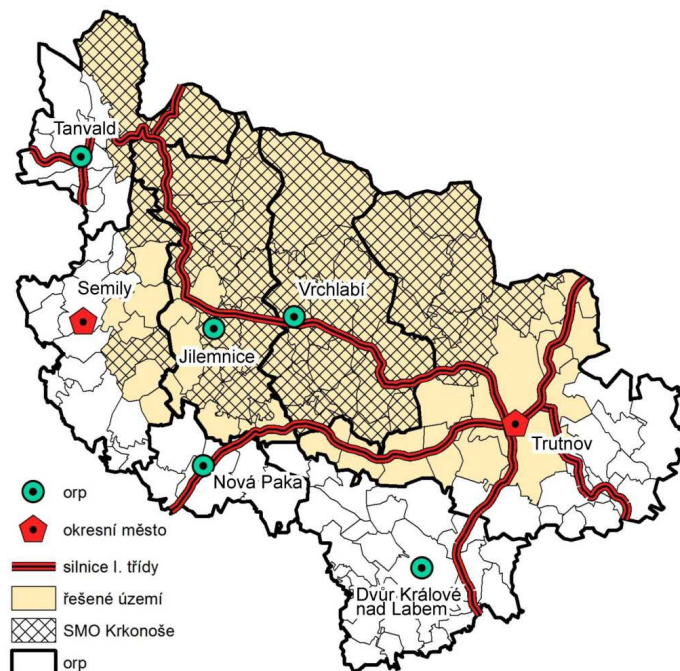 Tanvald
Semily
Vrchlabí
Jilemnice
Trutnov
Nová Paka
Dvůr Králové
nad Labem
orp
okresní město
silnice I. třídy
řešené území
SMO Krkonoše
orp